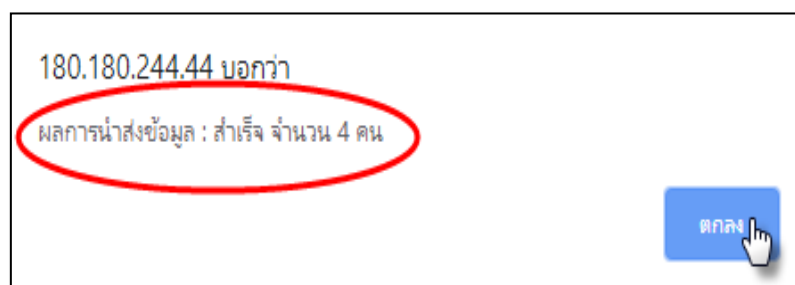 180.180.244.44 บอกว่า
ผลการนำส่งข้อมูล : สำเร็จ จำนวน 4 คน
ตกลง